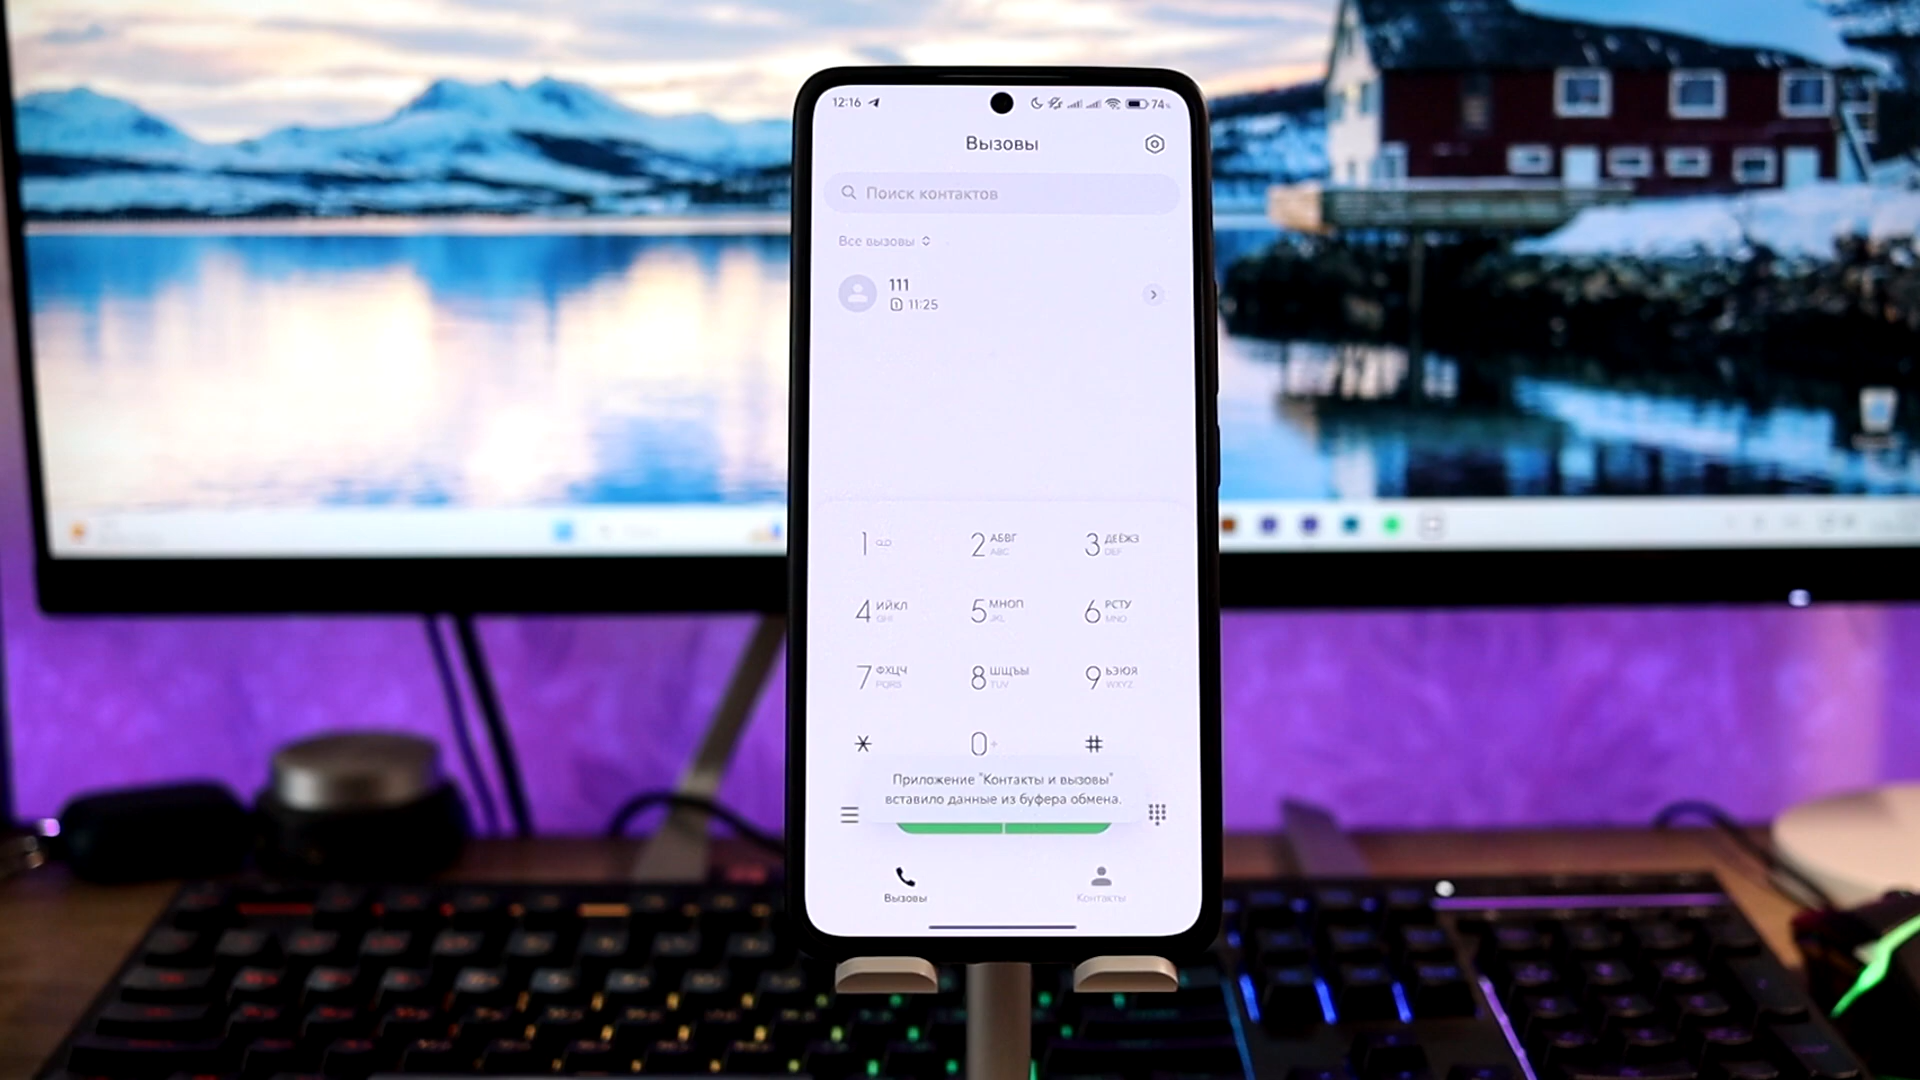 12:16
74%
Вызовы
Поиск контактов
Все вызовы
111
1 11:25
1
2 АБВГ
ABC
3 ДЕЁЖЗ
DEF
4 ИЙКЛ
GHI
5 МНОП
JKL
6 РСТУ
MNO
7 ФХЦЧ
PQRS
8 ШЩЪЫ
TUV
9 ЬЭЮЯ
WXYZ
*
0 +
#
Приложение "Контакты и вызовы"
вставило данные из буфера обмена.
Вызовы
Контакты